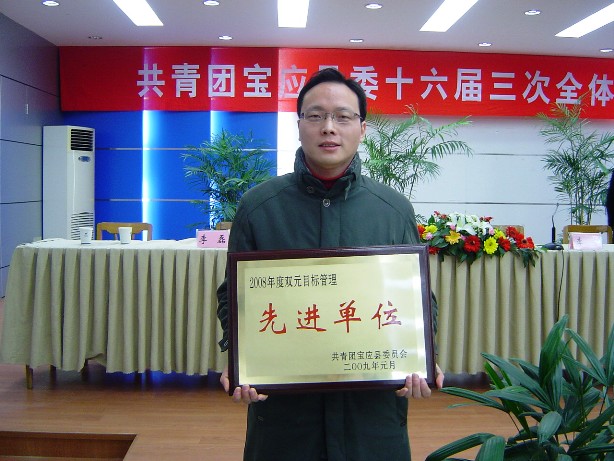 共青团宝应县委十六届三次全体
李磊
2008年度双元目标管理
先进单位
共青团宝应县委员会
二〇〇九年元月